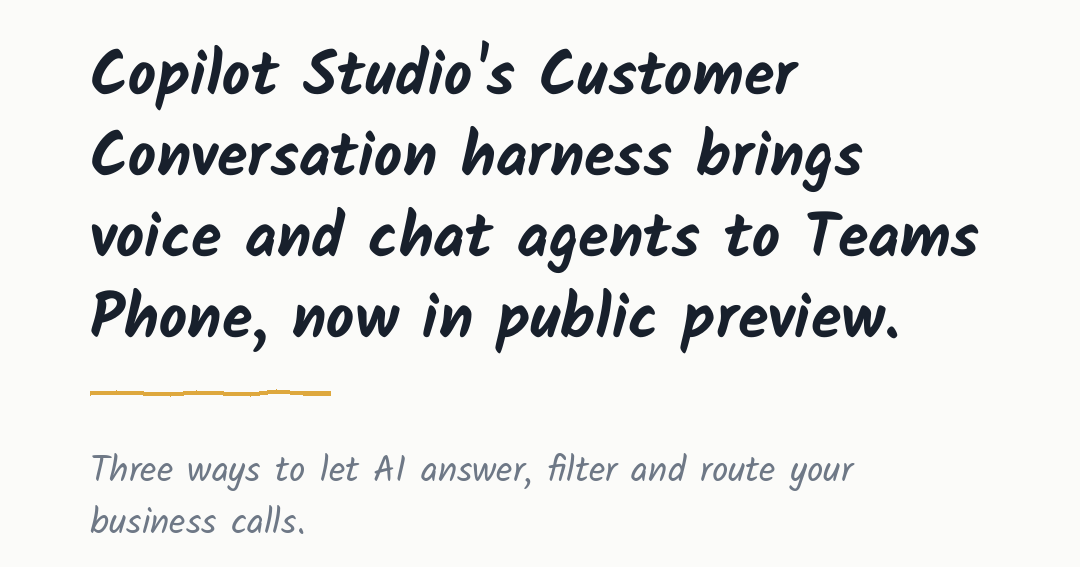 Copilot Studio's Customer
Conversation harness brings
voice and chat agents to Teams
Phone, now in public preview.
Three ways to let AI answer, filter and route your
business calls.